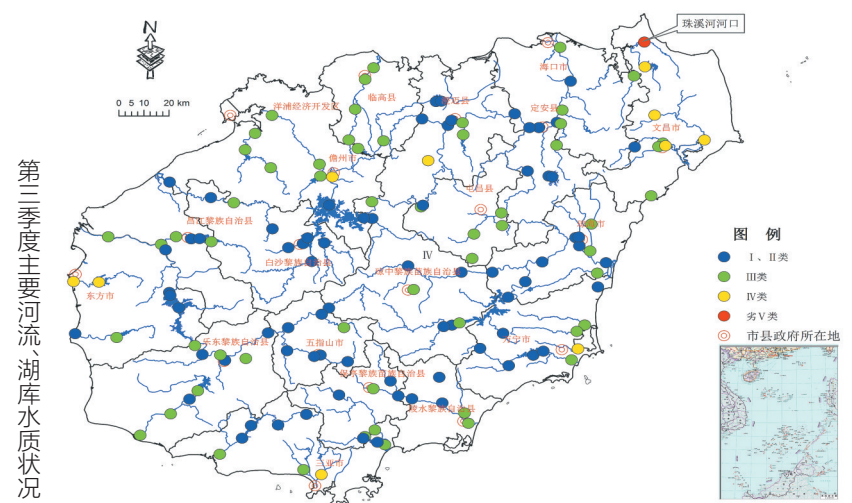 第三季度主要河流、湖库水质状况
N
0 5 10 20 km
珠溪河河口
海口市
临高县
洋浦经济开发区
澄迈县
定安县
文昌市
儋州市
屯昌县
昌江黎族自治县
白沙黎族自治县
Ⅳ
琼中黎族苗族自治县
东方市
乐东黎族自治县
五指山市
万宁市
保亭黎族苗族自治县
陵水黎族自治县
三亚市
图 例
Ⅰ、Ⅱ类
Ⅲ类
Ⅳ类
劣Ⅴ类
市县政府所在地